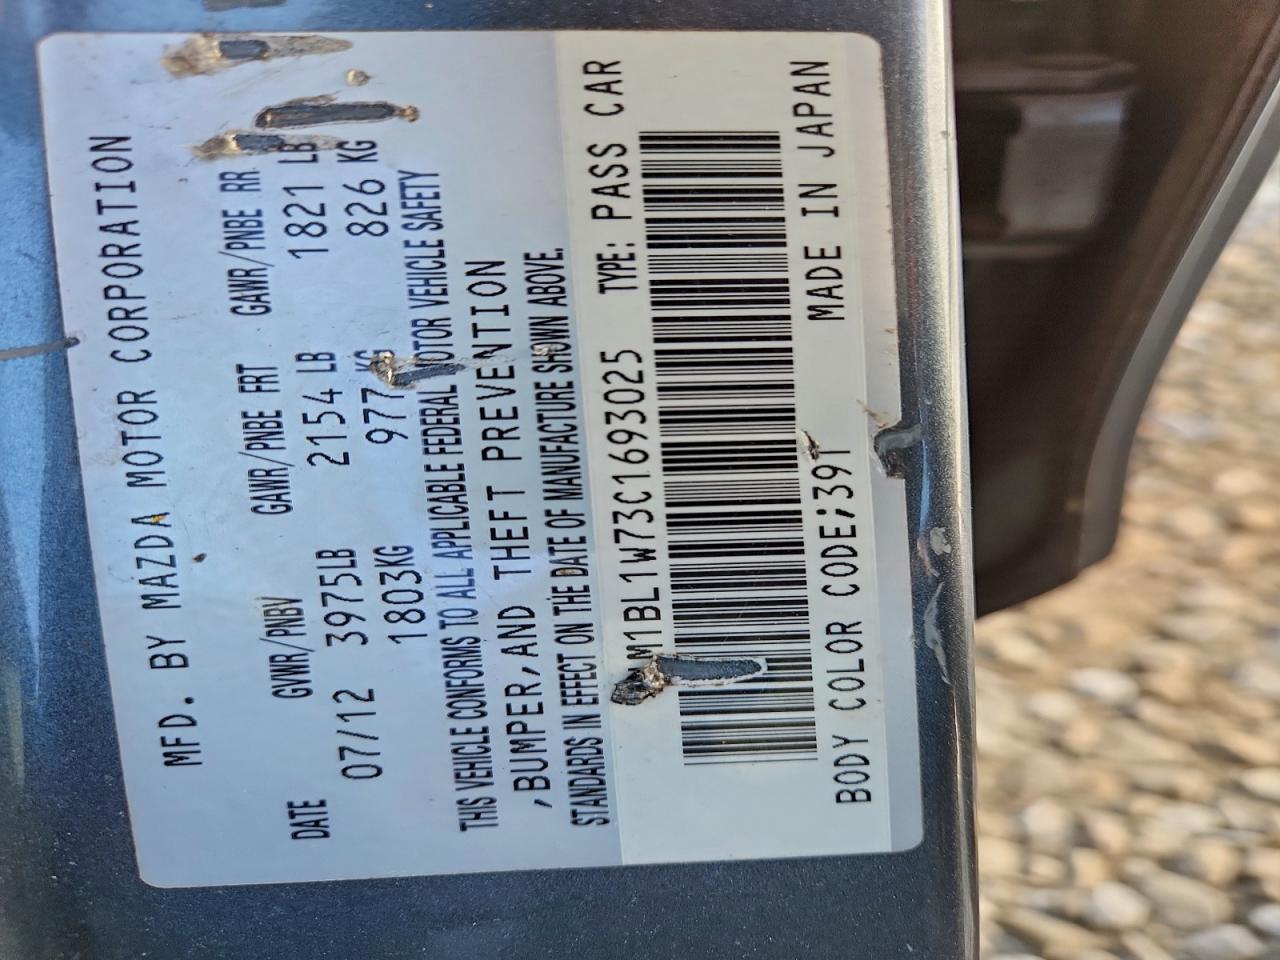 MFD. BY MAZDA MOTOR CORPORATION
DATE GVWR/PNBV GAWR/PNBE FRT GAWR/PNBE RR
07/12 3975LB 2154 LB 1821 LB
1803KG 977 KG 826 KG
THIS VEHICLE CONFORMS TO ALL APPLICABLE FEDERAL MOTOR VEHICLE SAFETY
,BUMPER,AND THEFT PREVENTION
STANDARDS IN EFFECT ON THE DATE OF MANUFACTURE SHOWN ABOVE.
M1BL1W73C1693025 TYPE: PASS CAR
BODY COLOR CODE;39T MADE IN JAPAN